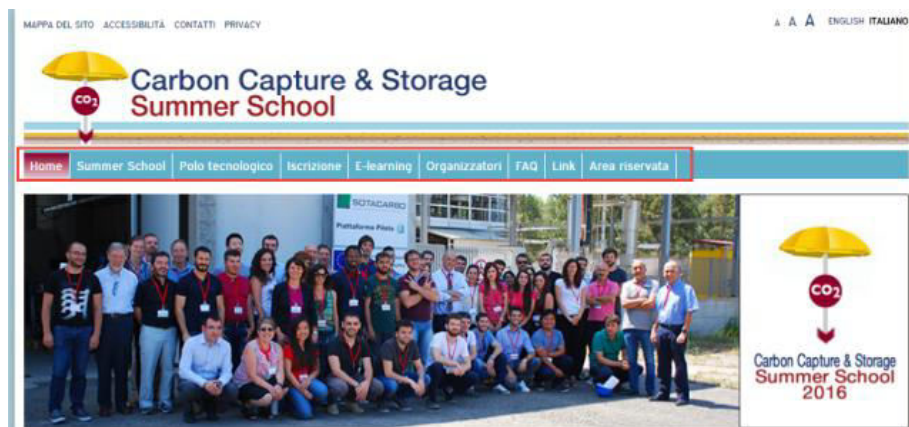 MAPPA DEL SITO ACCESSIBILITÀ CONTATTI PRIVACY
A A A ENGLISH ITALIANO
CO2
Carbon Capture & Storage
Summer School
Home Summer School Polo tecnologico Iscrizione E-learning Organizzatori FAQ Link Area riservata
SOTACARBO
Piattaforma Pilota
CO2
Carbon Capture & Storage
Summer School
2016